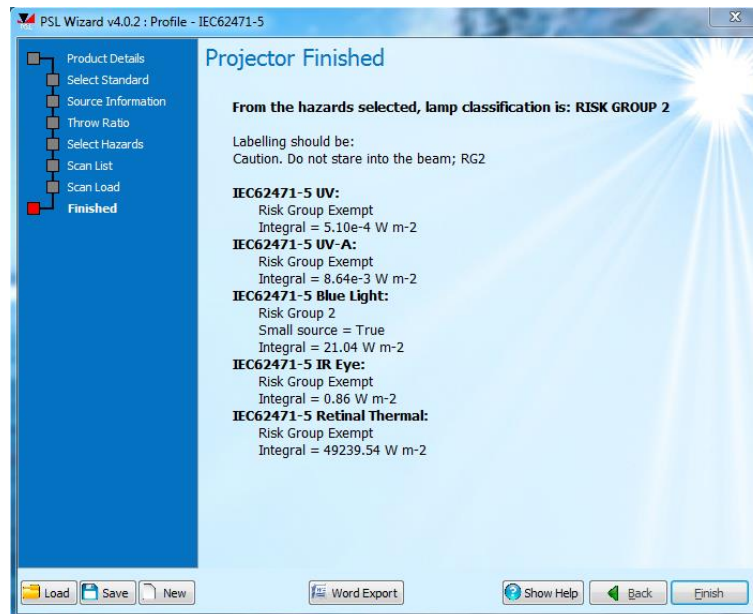 PSL Wizard v4.0.2 : Profile - IEC62471-5
Product Details
Select Standard
Source Information
Throw Ratio
Select Hazards
Scan List
Scan Load
Finished
Projector Finished
From the hazards selected, lamp classification is: RISK GROUP 2
Labelling should be:
Caution. Do not stare into the beam; RG2
IEC62471-5 UV:
Risk Group Exempt
Integral = 5.10e-4 W m-2
IEC62471-5 UV-A:
Risk Group Exempt
Integral = 8.64e-3 W m-2
IEC62471-5 Blue Light:
Risk Group 2
Small source = True
Integral = 21.04 W m-2
IEC62471-5 IR Eye:
Risk Group Exempt
Integral = 0.86 W m-2
IEC62471-5 Retinal Thermal:
Risk Group Exempt
Integral = 49239.54 W m-2
Load Save New Word Export Show Help Back Finish